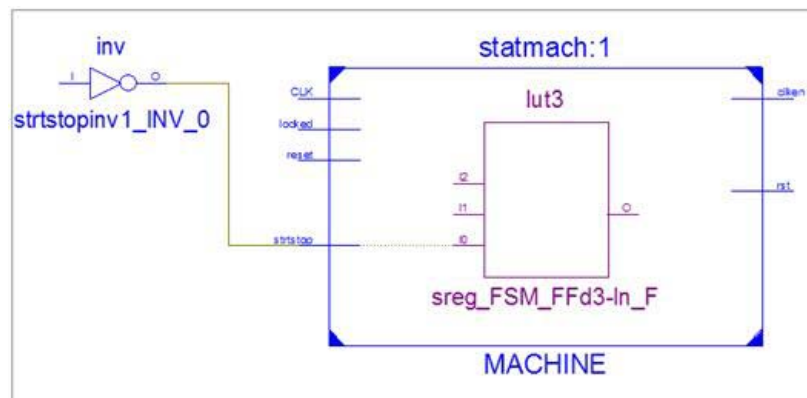 inv
I O
strtstopinv1_INV_0
statmach:1
CLK
locked
reset
strtstop
lut3
I2
I1
I0
O
sreg_FSM_FFd3-In_F
clken
rst
MACHINE